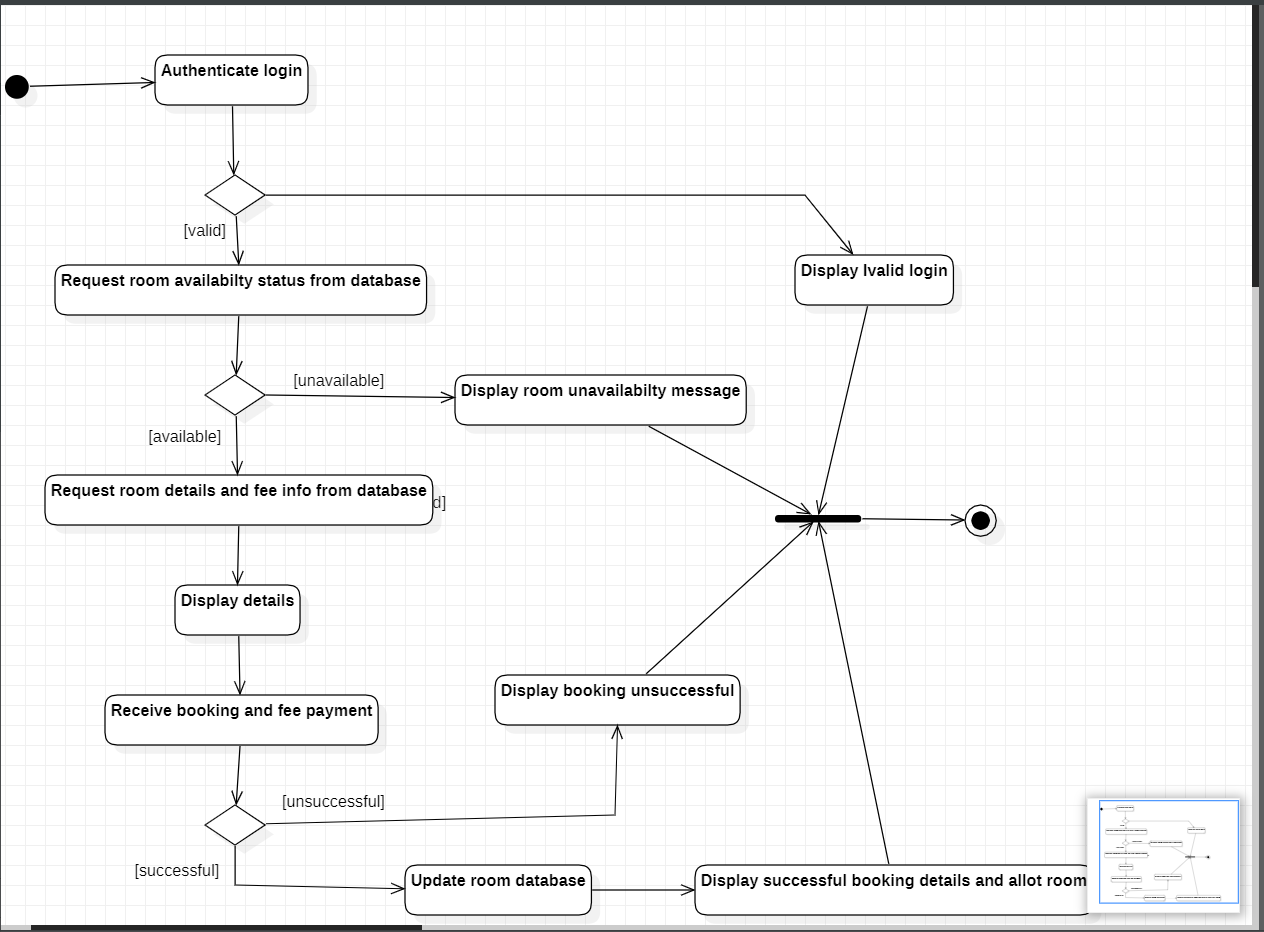 Authenticate login
[valid]
Request room availabilty status from database
Display Ivalid login
[unavailable]
Display room unavailabilty message
[available]
Request room details and fee info from database
d]
Display details
Display booking unsuccessful
Receive booking and fee payment
[unsuccessful]
[successful]
Update room database
Display successful booking details and allot room